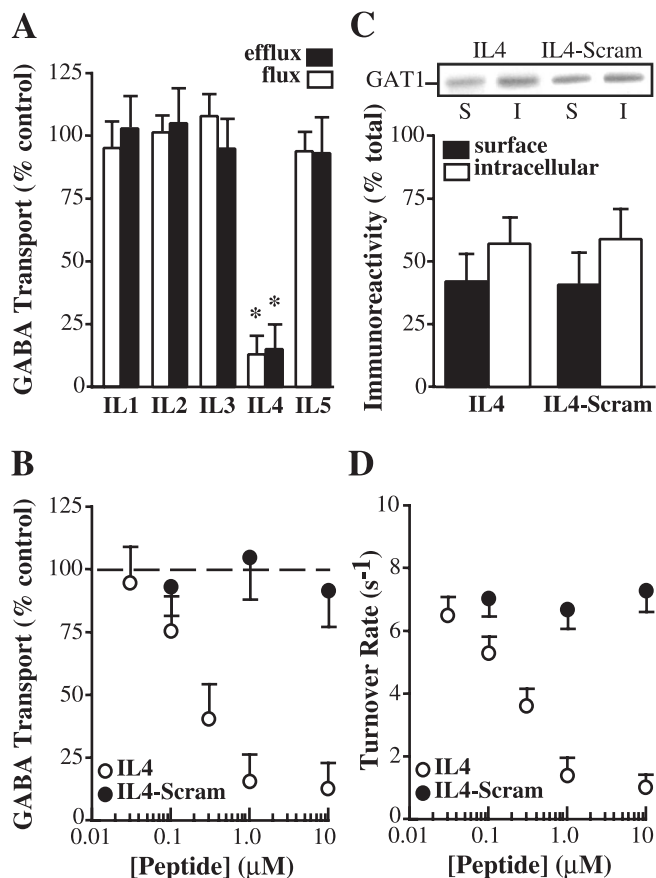 A
efflux
flux
GABA Transport (% control)
125
100
75
50
25
0
* *
IL1 IL2 IL3 IL4 IL5
C
IL4 IL4-Scram
GAT1
S I S I
surface
intracellular
Immunoreactivity (% total)
100
75
50
25
0
IL4 IL4-Scram
B
GABA Transport (% control)
125
100
75
50
25
0
IL4
IL4-Scram
0.01 0.1 1.0 10
[Peptide] (μM)
D
Turnover Rate (s-1)
10
8
6
4
2
0
IL4
IL4-Scram
0.01 0.1 1.0 10
[Peptide] (μM)